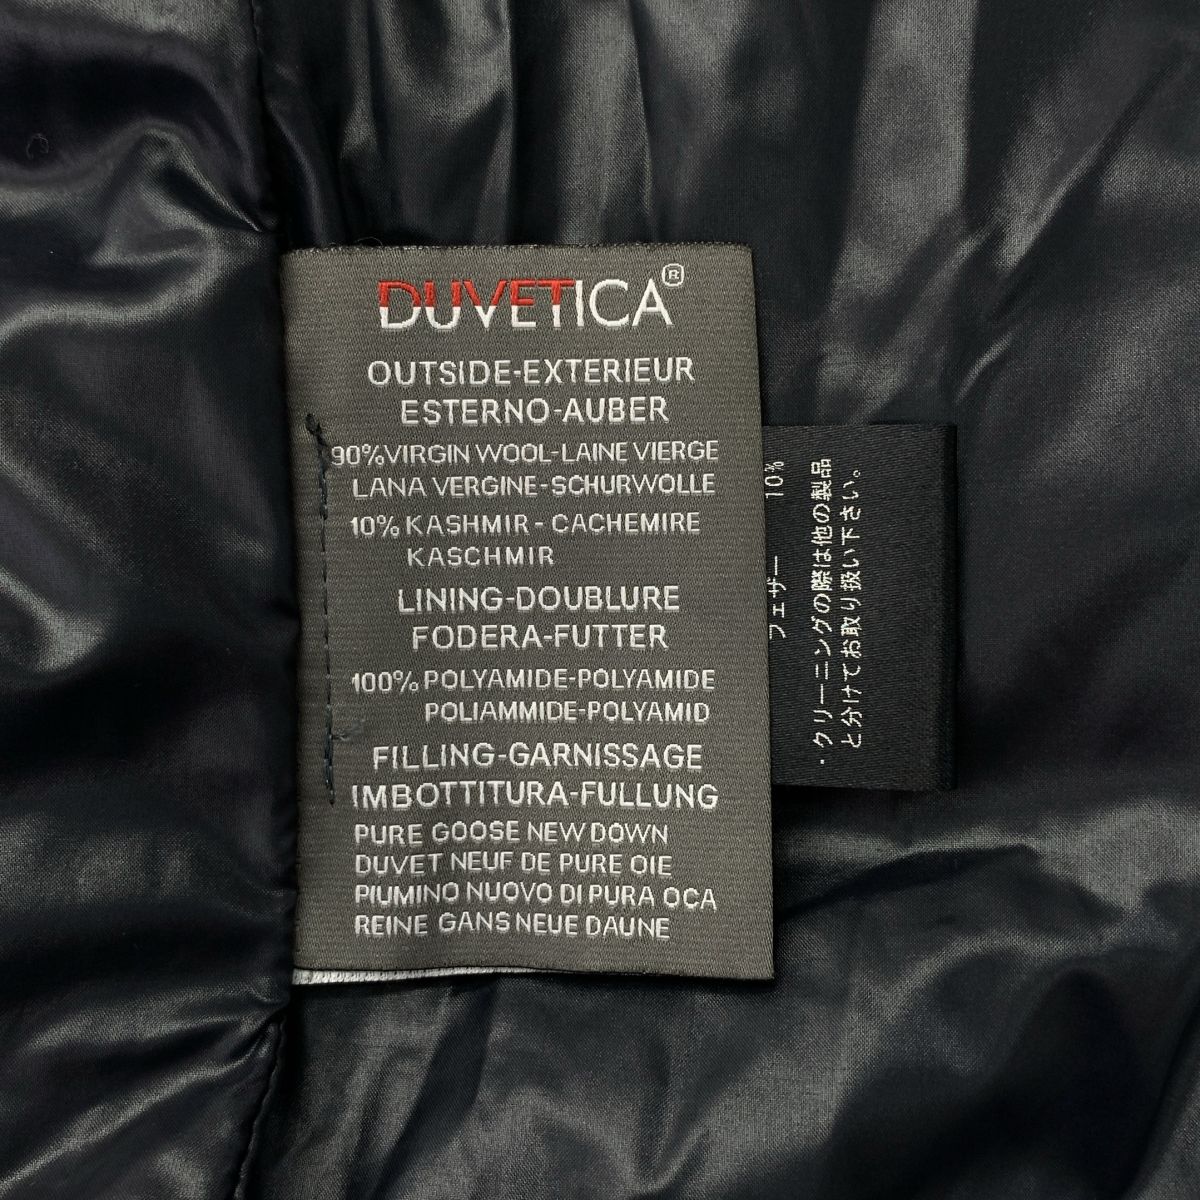 DUVETICA®
OUTSIDE-EXTERIEUR
ESTERNO-AUBER
90%VIRGIN WOOL-LAINE VIERGE
LANA VERGINE-SCHURWOLLE
10% KASHMIR - CACHEMIRE
KASCHMIR
LINING-DOUBLURE
FODERA-FUTTER
100% POLYAMIDE-POLYAMIDE
POLIAMMIDE-POLYAMID
FILLING-GARNISSAGE
IMBOTTITURA-FULLUNG
PURE GOOSE NEW DOWN
DUVET NEUF DE PURE OIE
PIUMINO NUOVO DI PURA OCA
REINE GANS NEUE DAUNE
フェザー 10%
・クリーニングの際は他の製品
と分けてお取り扱い下さい。